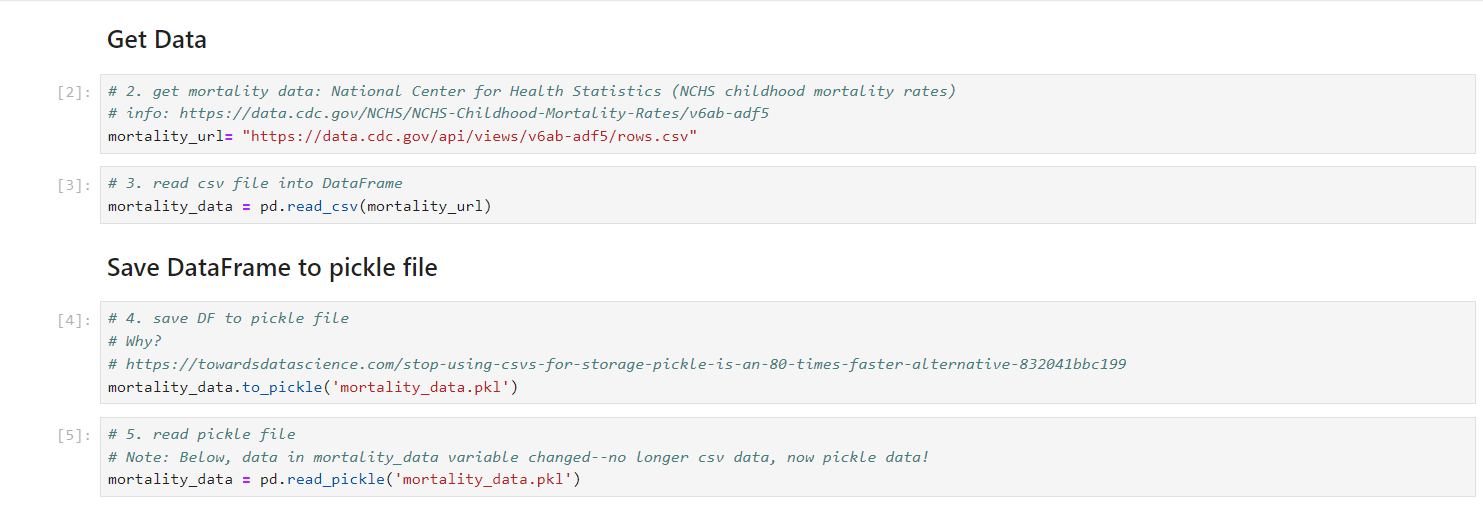 Get Data
[2]: # 2. get mortality data: National Center for Health Statistics (NCHS childhood mortality rates)
# info: https://data.cdc.gov/NCHS/NCHS-Childhood-Mortality-Rates/v6ab-adf5
mortality_url= "https://data.cdc.gov/api/views/v6ab-adf5/rows.csv"
[3]: # 3. read csv file into DataFrame
mortality_data = pd.read_csv(mortality_url)
Save DataFrame to pickle file
[4]: # 4. save DF to pickle file
# Why?
# https://towardsdatascience.com/stop-using-csvs-for-storage-pickle-is-an-80-times-faster-alternative-832041bbc199
mortality_data.to_pickle('mortality_data.pkl')
[5]: # 5. read pickle file
# Note: Below, data in mortality_data variable changed--no longer csv data, now pickle data!
mortality_data = pd.read_pickle('mortality_data.pkl')